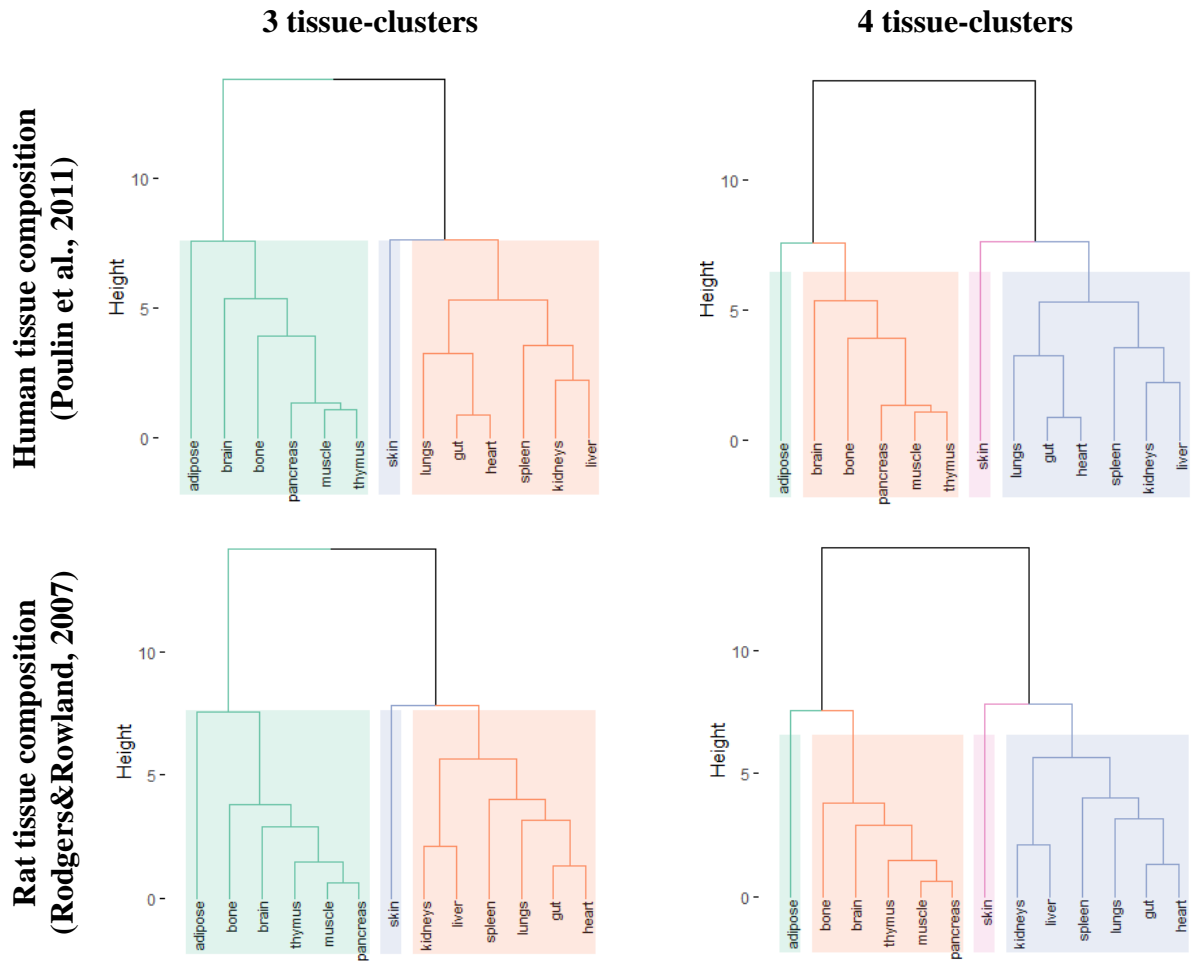 3 tissue-clusters
4 tissue-clusters
Human tissue composition
(Poulin et al., 2011)
Height
10
5
0
adipose
brain
bone
pancreas
muscle
thymus
skin
lungs
gut
heart
spleen
kidneys
liver
Height
10
5
0
adipose
brain
bone
pancreas
muscle
thymus
skin
lungs
gut
heart
spleen
kidneys
liver
Rat tissue composition
(Rodgers&Rowland, 2007)
Height
10
5
0
adipose
bone
brain
thymus
muscle
pancreas
skin
kidneys
liver
spleen
lungs
gut
heart
Height
10
5
0
adipose
bone
brain
thymus
muscle
pancreas
skin
kidneys
liver
spleen
lungs
gut
heart